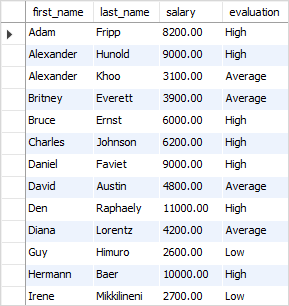 first_name last_name salary evaluation
Adam Fripp 8200.00 High
Alexander Hunold 9000.00 High
Alexander Khoo 3100.00 Average
Britney Everett 3900.00 Average
Bruce Ernst 6000.00 High
Charles Johnson 6200.00 High
Daniel Faviet 9000.00 High
David Austin 4800.00 Average
Den Raphaely 11000.00 High
Diana Lorentz 4200.00 Average
Guy Himuro 2600.00 Low
Hermann Baer 10000.00 High
Irene Mikkilineni 2700.00 Low